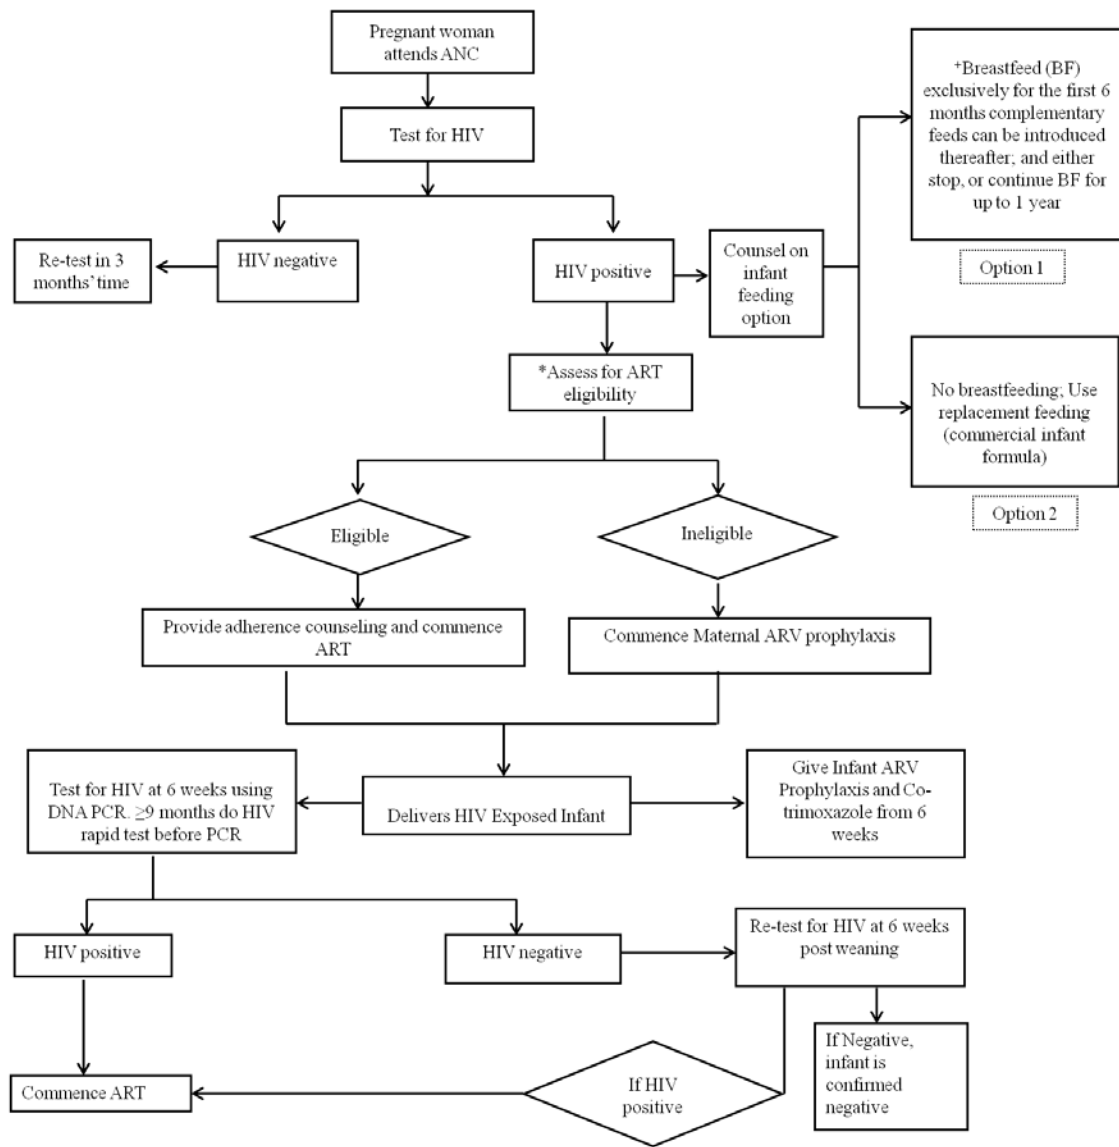 Pregnant woman
attends ANC
Test for HIV
Re-test in 3
months' time
HIV negative
HIV positive
Counsel on
infant
feeding
option
+Breastfeed (BF)
exclusively for the first 6
months complementary
feeds can be introduced
thereafter; and either
stop, or continue BF for
up to 1 year
Option 1
No breastfeeding; Use
replacement feeding
(commercial infant
formula)
Option 2
*Assess for ART
eligibility
Eligible
Ineligible
Provide adherence counseling and commence
ART
Commence Maternal ARV prophylaxis
Test for HIV at 6 weeks using
DNA PCR. ≥9 months do HIV
rapid test before PCR
Delivers HIV Exposed Infant
Give Infant ARV
Prophylaxis and Co-
trimoxazole from 6
weeks
HIV positive
HIV negative
Re-test for HIV at 6 weeks
post weaning
Commence ART
If HIV
positive
If Negative,
infant is
confirmed
negative